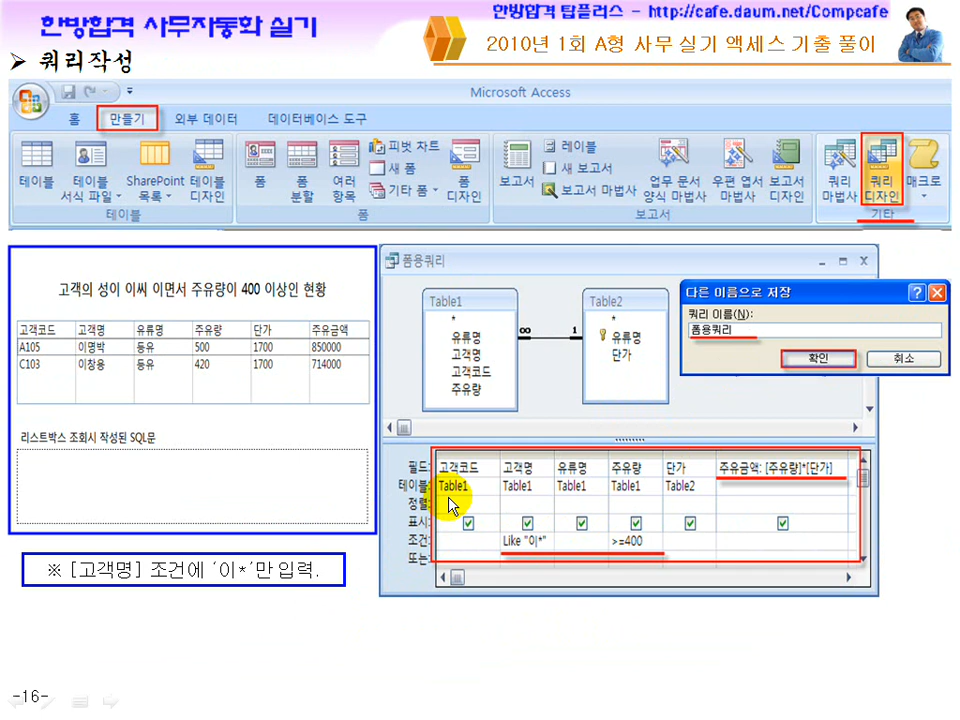 한방합격 사무자동화 실기
한방합격 탑플러스 - http://cafe.daum.net/Compcafe
2010년 1회 A형 사무 실기 액세스 기출 풀이
➢ 쿼리작성
Microsoft Access
홈 만들기 외부 데이터 데이터베이스 도구
테이블
테이블 서식 파일
SharePoint 목록
테이블 디자인
테이블
폼
폼 분할
여러 항목
피벗 차트
새 폼
기타 폼
폼 디자인
폼
보고서
레이블
새 보고서
보고서 마법사
업무 문서 양식 마법사
우편 엽서 마법사
보고서 디자인
보고서
쿼리 마법사
쿼리 디자인
매크로
기타
고객의 성이 이씨 이면서 주유량이 400 이상인 현황
고객코드 고객명 유류명 주유량 단가 주유금액
A105 이명박 등유 500 1700 850000
C103 이창용 등유 420 1700 714000
리스트박스 조회시 작성된 SQL문
※ [고객명] 조건에 ´이*´만 입력.
폼용쿼리
Table1
*
유류명
고객명
고객코드
주유량
∞ 1
Table2
*
유류명
단가
다른 이름으로 저장
쿼리 이름(N):
폼용쿼리
확인 취소
필드: 고객코드 고객명 유류명 주유량 단가 주유금액: [주유량]*[단가]
테이블: Table1 Table1 Table1 Table1 Table2
정렬:
표시:
조건: Like "이*" >=400
또는:
-16-